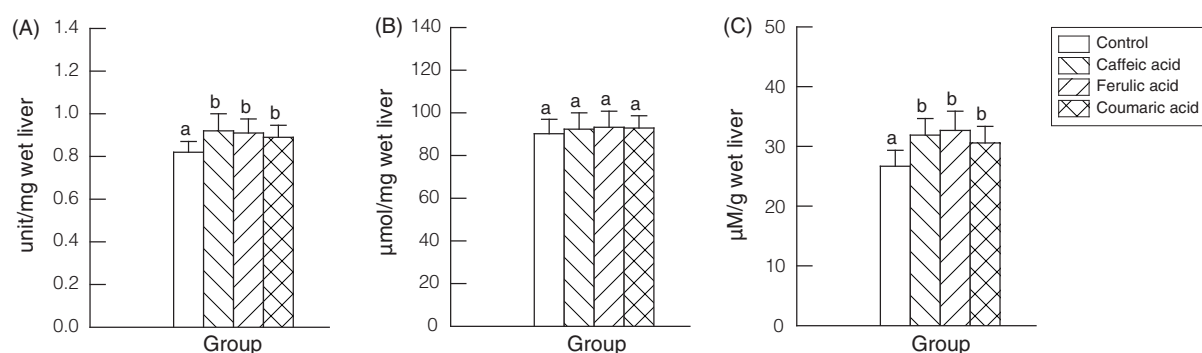 (A)
1.4
1.2
1.0
0.8
0.6
0.4
0.2
0.0
unit/mg wet liver
a
b
b
b
Group
(B)
140
120
100
80
60
40
20
0
µmol/mg wet liver
a
a
a
a
Group
(C)
50
40
30
20
10
0
µM/g wet liver
a
b
b
b
Group
Control
Caffeic acid
Ferulic acid
Coumaric acid